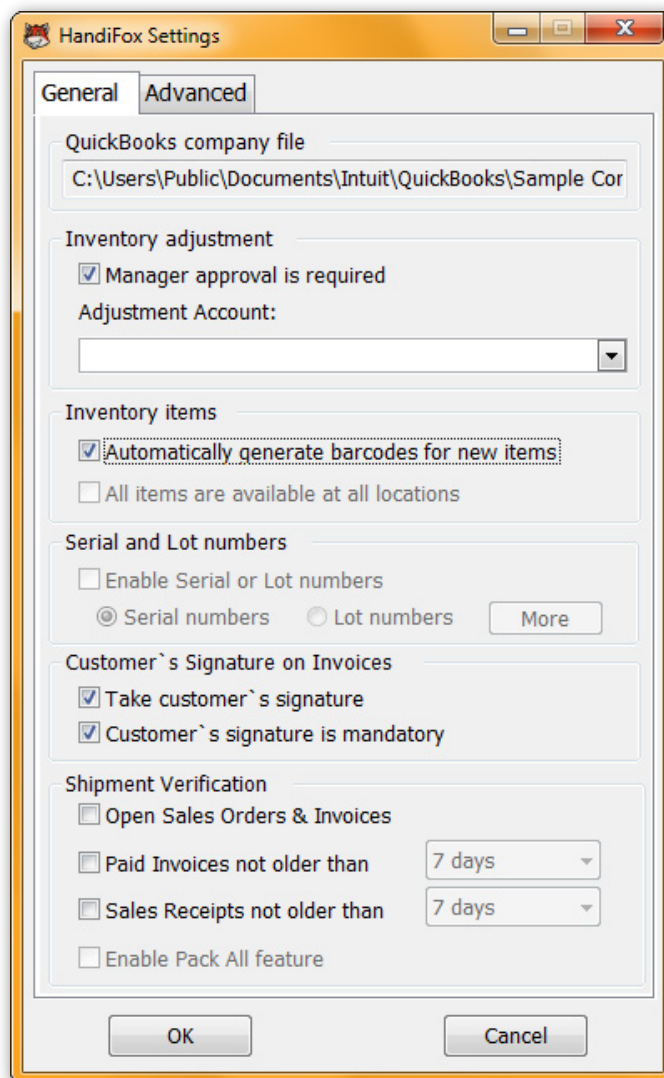 HandiFox Settings
General Advanced
QuickBooks company file
C:\Users\Public\Documents\Intuit\QuickBooks\Sample Cor
Inventory adjustment
Manager approval is required
Adjustment Account:
Inventory items
Automatically generate barcodes for new items
All items are available at all locations
Serial and Lot numbers
Enable Serial or Lot numbers
Serial numbers Lot numbers More
Customer`s Signature on Invoices
Take customer`s signature
Customer`s signature is mandatory
Shipment Verification
Open Sales Orders & Invoices
Paid Invoices not older than 7 days
Sales Receipts not older than 7 days
Enable Pack All feature
OK Cancel